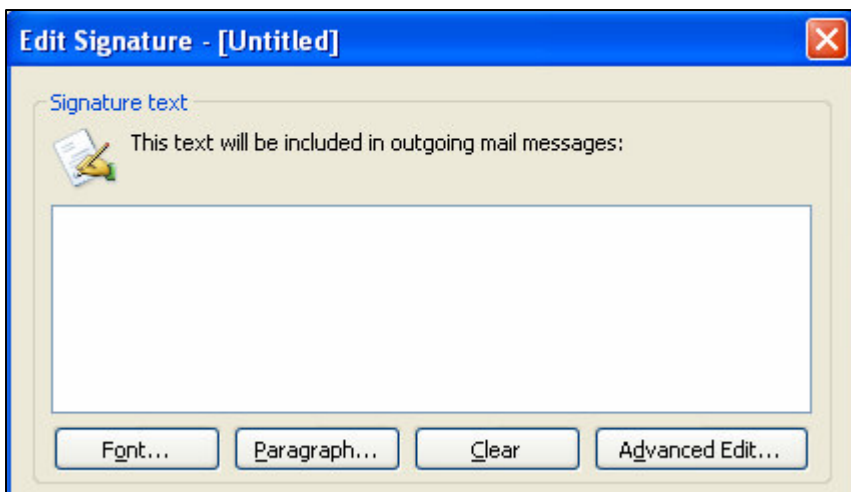 Edit Signature - [Untitled]
Signature text
This text will be included in outgoing mail messages:
Font... Paragraph... Clear Advanced Edit...